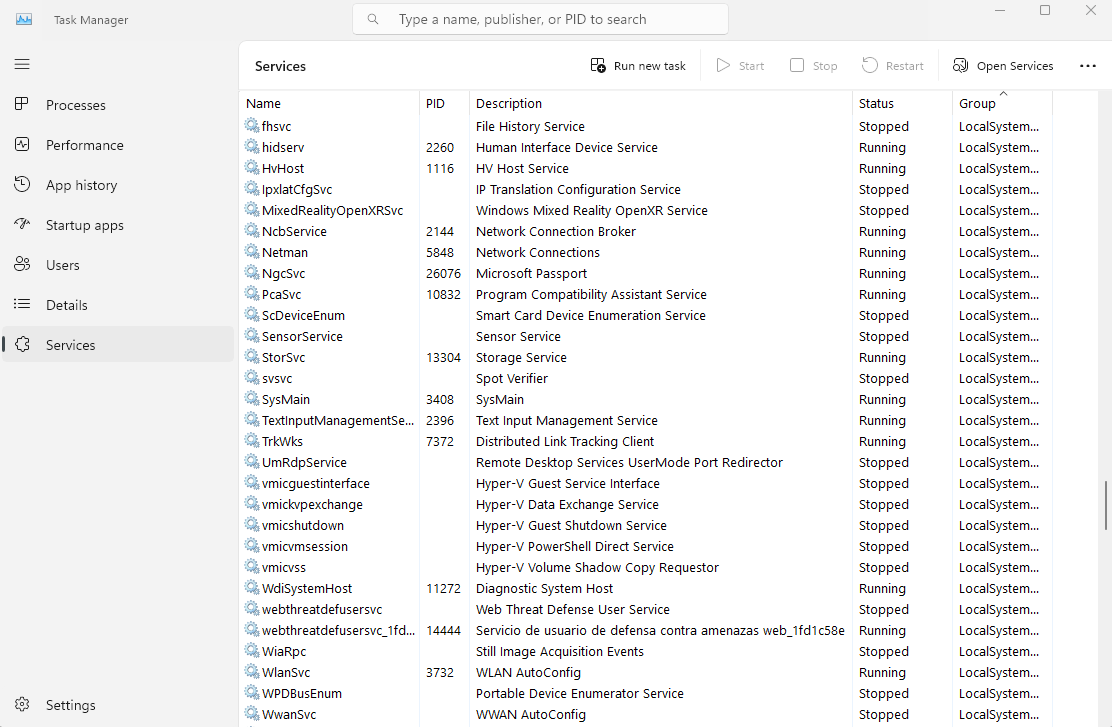 Task Manager
Type a name, publisher, or PID to search
Processes
Performance
App history
Startup apps
Users
Details
Services
Settings
Services Run new task Start Stop Restart Open Services
Name PID Description Status Group
fhsvc File History Service Stopped LocalSystem...
hidserv 2260 Human Interface Device Service Running LocalSystem...
HvHost 1116 HV Host Service Running LocalSystem...
IpxlatCfgSvc IP Translation Configuration Service Stopped LocalSystem...
MixedRealityOpenXRSvc Windows Mixed Reality OpenXR Service Stopped LocalSystem...
NcbService 2144 Network Connection Broker Running LocalSystem...
Netman 5848 Network Connections Running LocalSystem...
NgcSvc 26076 Microsoft Passport Running LocalSystem...
PcaSvc 10832 Program Compatibility Assistant Service Running LocalSystem...
ScDeviceEnum Smart Card Device Enumeration Service Stopped LocalSystem...
SensorService Sensor Service Stopped LocalSystem...
StorSvc 13304 Storage Service Running LocalSystem...
svsvc Spot Verifier Stopped LocalSystem...
SysMain 3408 SysMain Running LocalSystem...
TextInputManagementSe... 2396 Text Input Management Service Running LocalSystem...
TrkWks 7372 Distributed Link Tracking Client Running LocalSystem...
UmRdpService Remote Desktop Services UserMode Port Redirector Stopped LocalSystem...
vmicguestinterface Hyper-V Guest Service Interface Stopped LocalSystem...
vmickvpexchange Hyper-V Data Exchange Service Stopped LocalSystem...
vmicshutdown Hyper-V Guest Shutdown Service Stopped LocalSystem...
vmicvmsession Hyper-V PowerShell Direct Service Stopped LocalSystem...
vmicvss Hyper-V Volume Shadow Copy Requestor Stopped LocalSystem...
WdiSystemHost 11272 Diagnostic System Host Running LocalSystem...
webthreatdefusersvc Web Threat Defense User Service Stopped LocalSystem...
webthreatdefusersvc_1fd... 14444 Servicio de usuario de defensa contra amenazas web_1fd1c58e Running LocalSystem...
WiaRpc Still Image Acquisition Events Stopped LocalSystem...
WlanSvc 3732 WLAN AutoConfig Running LocalSystem...
WPDBusEnum Portable Device Enumerator Service Stopped LocalSystem...
WwanSvc WWAN AutoConfig Stopped LocalSystem...